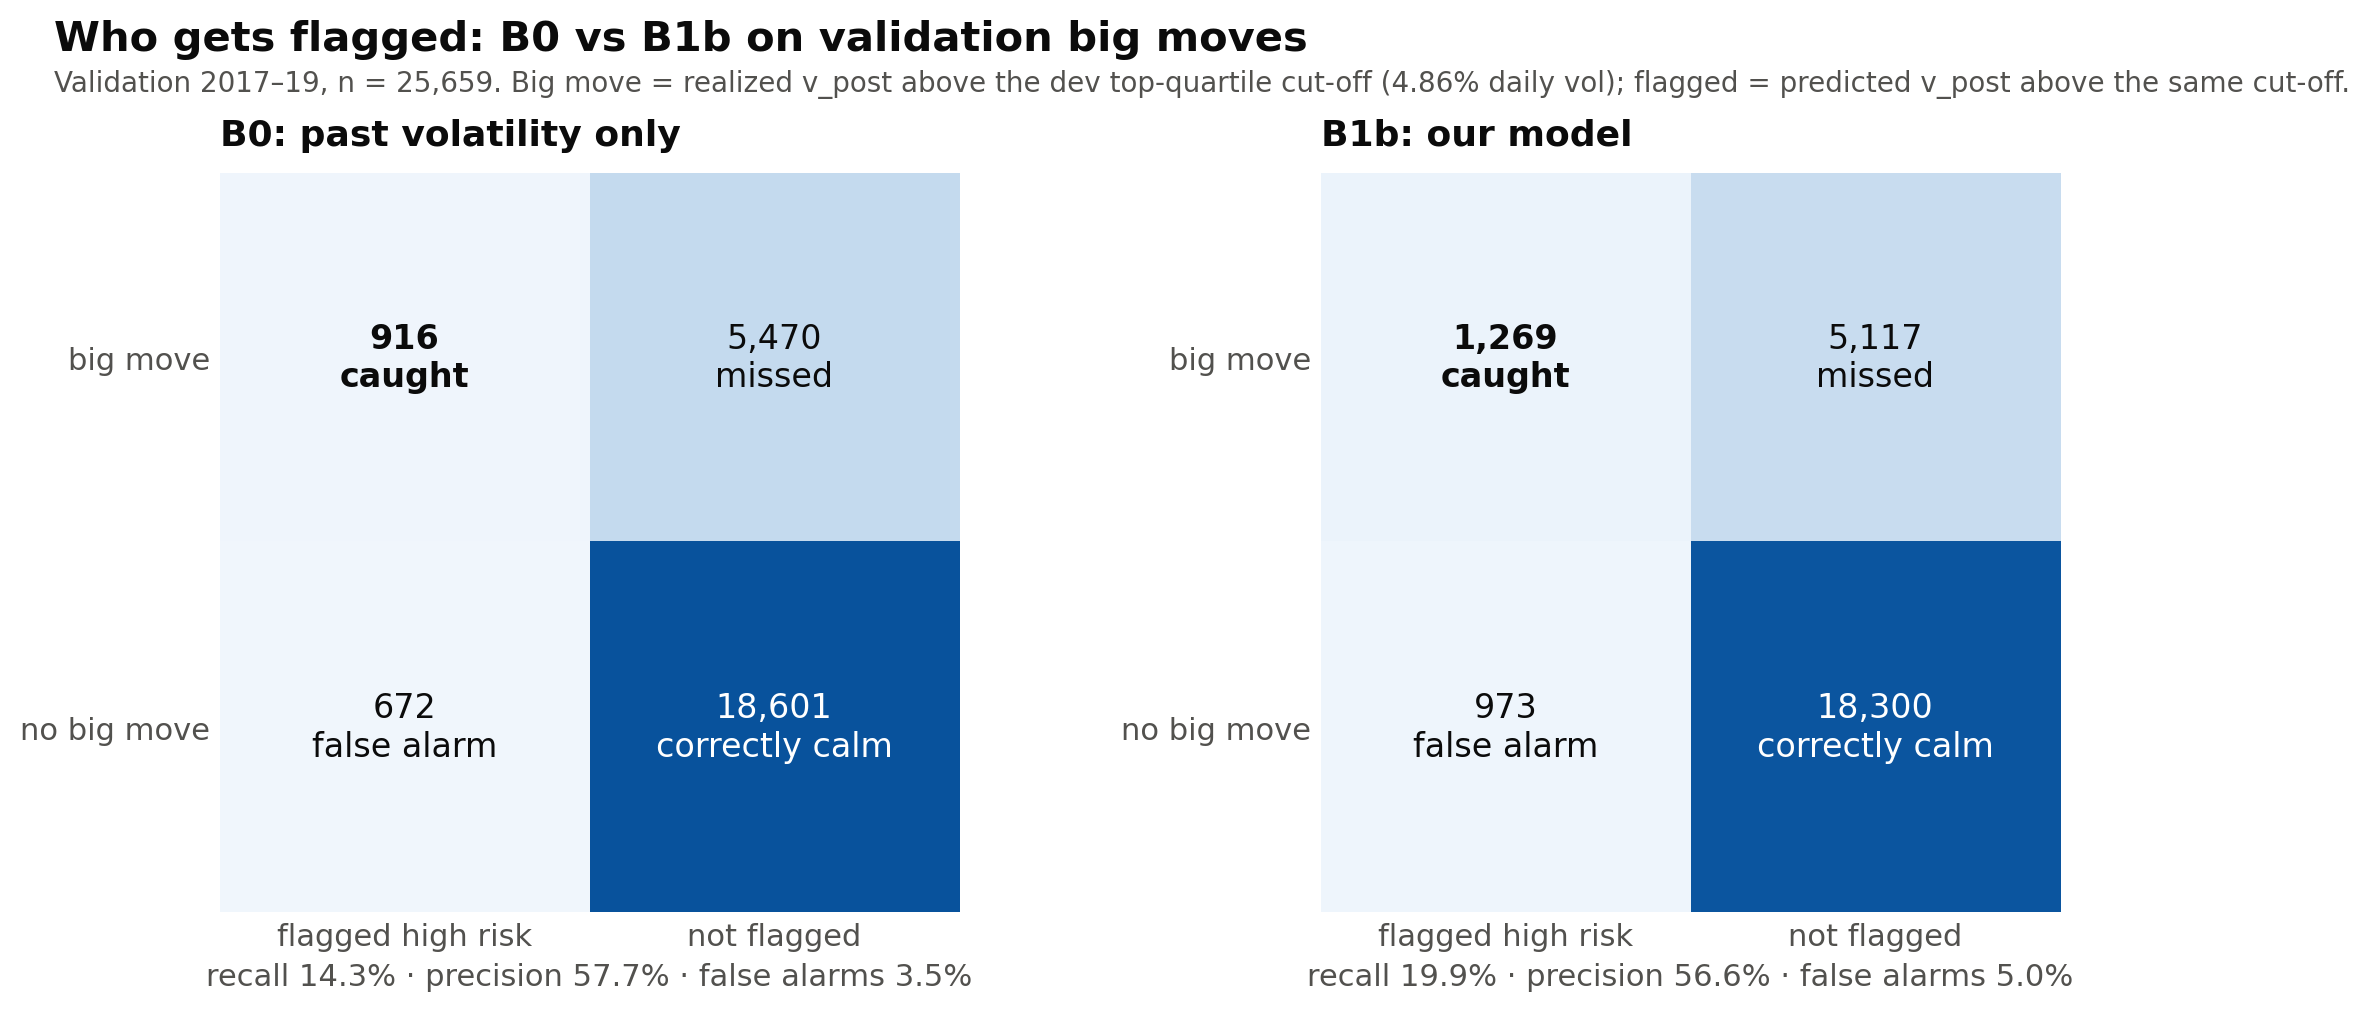 Who gets flagged: B0 vs B1b on validation big moves
Validation 2017–19, n = 25,659. Big move = realized v_post above the dev top-quartile cut-off (4.86% daily vol); flagged = predicted v_post above the same cut-off.
B0: past volatility only
big move
916
caught
5,470
missed
no big move
672
false alarm
18,601
correctly calm
flagged high risk
not flagged
recall 14.3% · precision 57.7% · false alarms 3.5%
B1b: our model
big move
1,269
caught
5,117
missed
no big move
973
false alarm
18,300
correctly calm
flagged high risk
not flagged
recall 19.9% · precision 56.6% · false alarms 5.0%